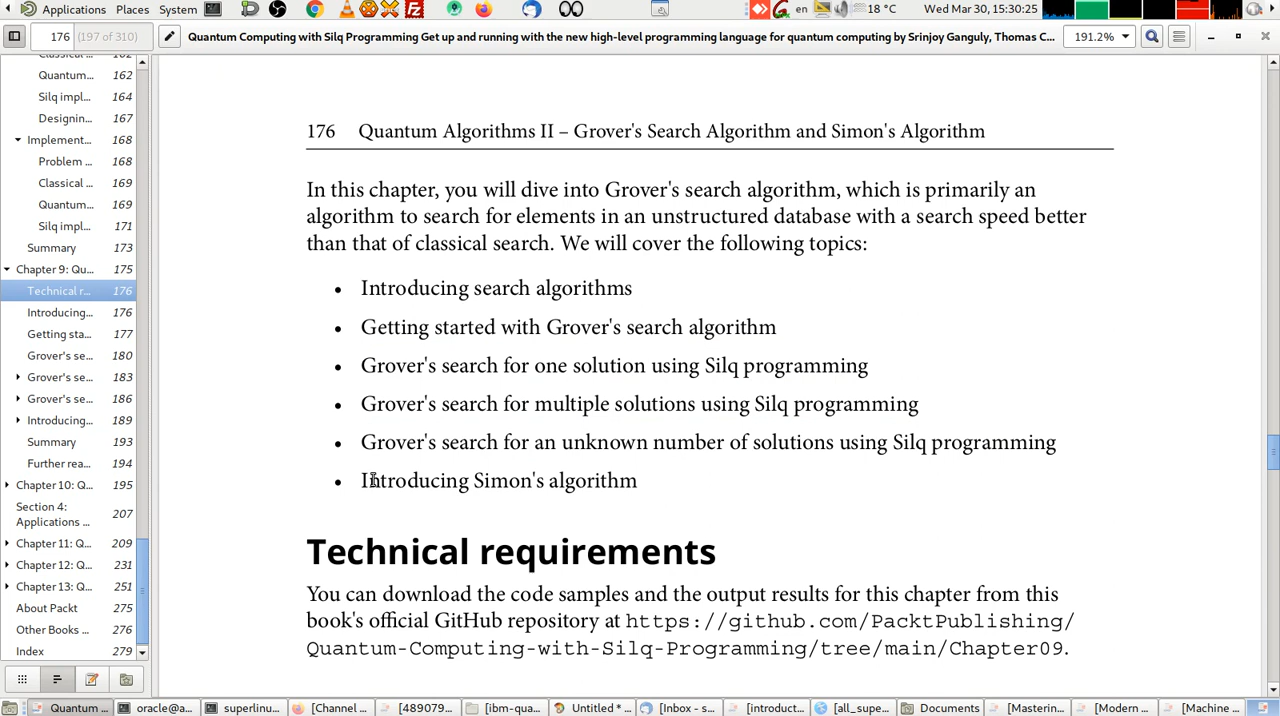 Applications Places System 18 °C Wed Mar 30, 15:30:25
176 (197 of 310) Quantum Computing with Silq Programming Get up and running with the new high-level programming language for quantum computing by Srinjoy Ganguly, Thomas C... 191.2%
Quantum... 162
Silq impl... 164
Designin... 167
Implement... 168
Problem ... 168
Classical ... 169
Quantum... 169
Silq impl... 171
Summary 173
Chapter 9: Qu... 175
Technical r... 176
Introducing... 176
Getting sta... 177
Grover's se... 180
Grover's se... 183
Grover's se... 186
Introducing... 189
Summary 193
Further rea... 194
Chapter 10: Q... 195
Section 4:
Applications ... 207
Chapter 11: Q... 209
Chapter 12: Q... 231
Chapter 13: Q... 251
About Packt 275
Other Books ... 276
Index 279
176 Quantum Algorithms II – Grover's Search Algorithm and Simon's Algorithm
In this chapter, you will dive into Grover's search algorithm, which is primarily an
algorithm to search for elements in an unstructured database with a search speed better
than that of classical search. We will cover the following topics:
• Introducing search algorithms
• Getting started with Grover's search algorithm
• Grover's search for one solution using Silq programming
• Grover's search for multiple solutions using Silq programming
• Grover's search for an unknown number of solutions using Silq programming
• Introducing Simon's algorithm
Technical requirements
You can download the code samples and the output results for this chapter from this
book's official GitHub repository at https://github.com/PacktPublishing/
Quantum-Computing-with-Silq-Programming/tree/main/Chapter09.
Quantum ... oracle@a... superlinu... [Channel ... [489079... [ibm-qua... Untitled * ... [Inbox - s... [introduct... [all_supe... Documents [Masterin... [Modern ... [Machine ...